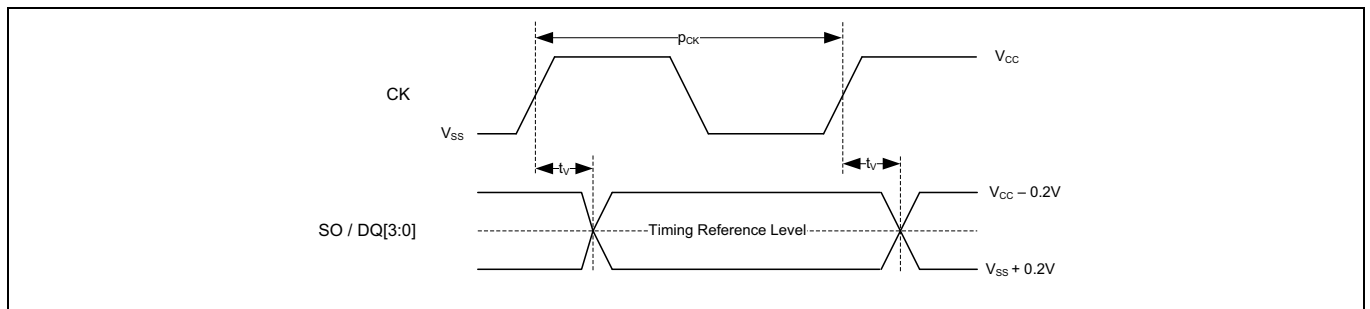 pCK
VCC
CK
VSS
tV
tV
VCC – 0.2V
SO / DQ[3:0]
Timing Reference Level
VSS + 0.2V